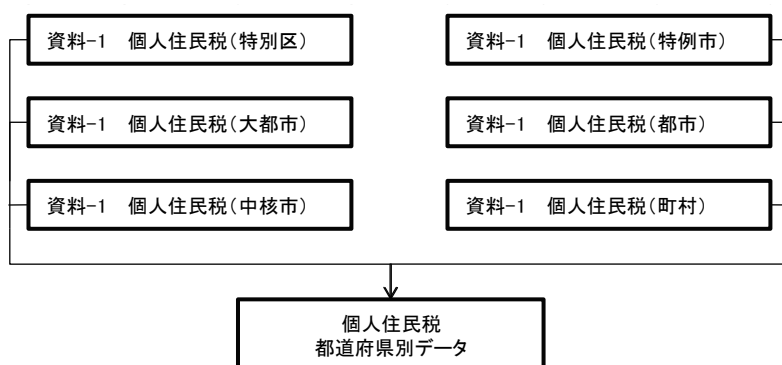 資料-1　個人住民税(特別区)
資料-1　個人住民税(大都市)
資料-1　個人住民税(中核市)
資料-1　個人住民税(特例市)
資料-1　個人住民税(都市)
資料-1　個人住民税(町村)
個人住民税
都道府県別データ